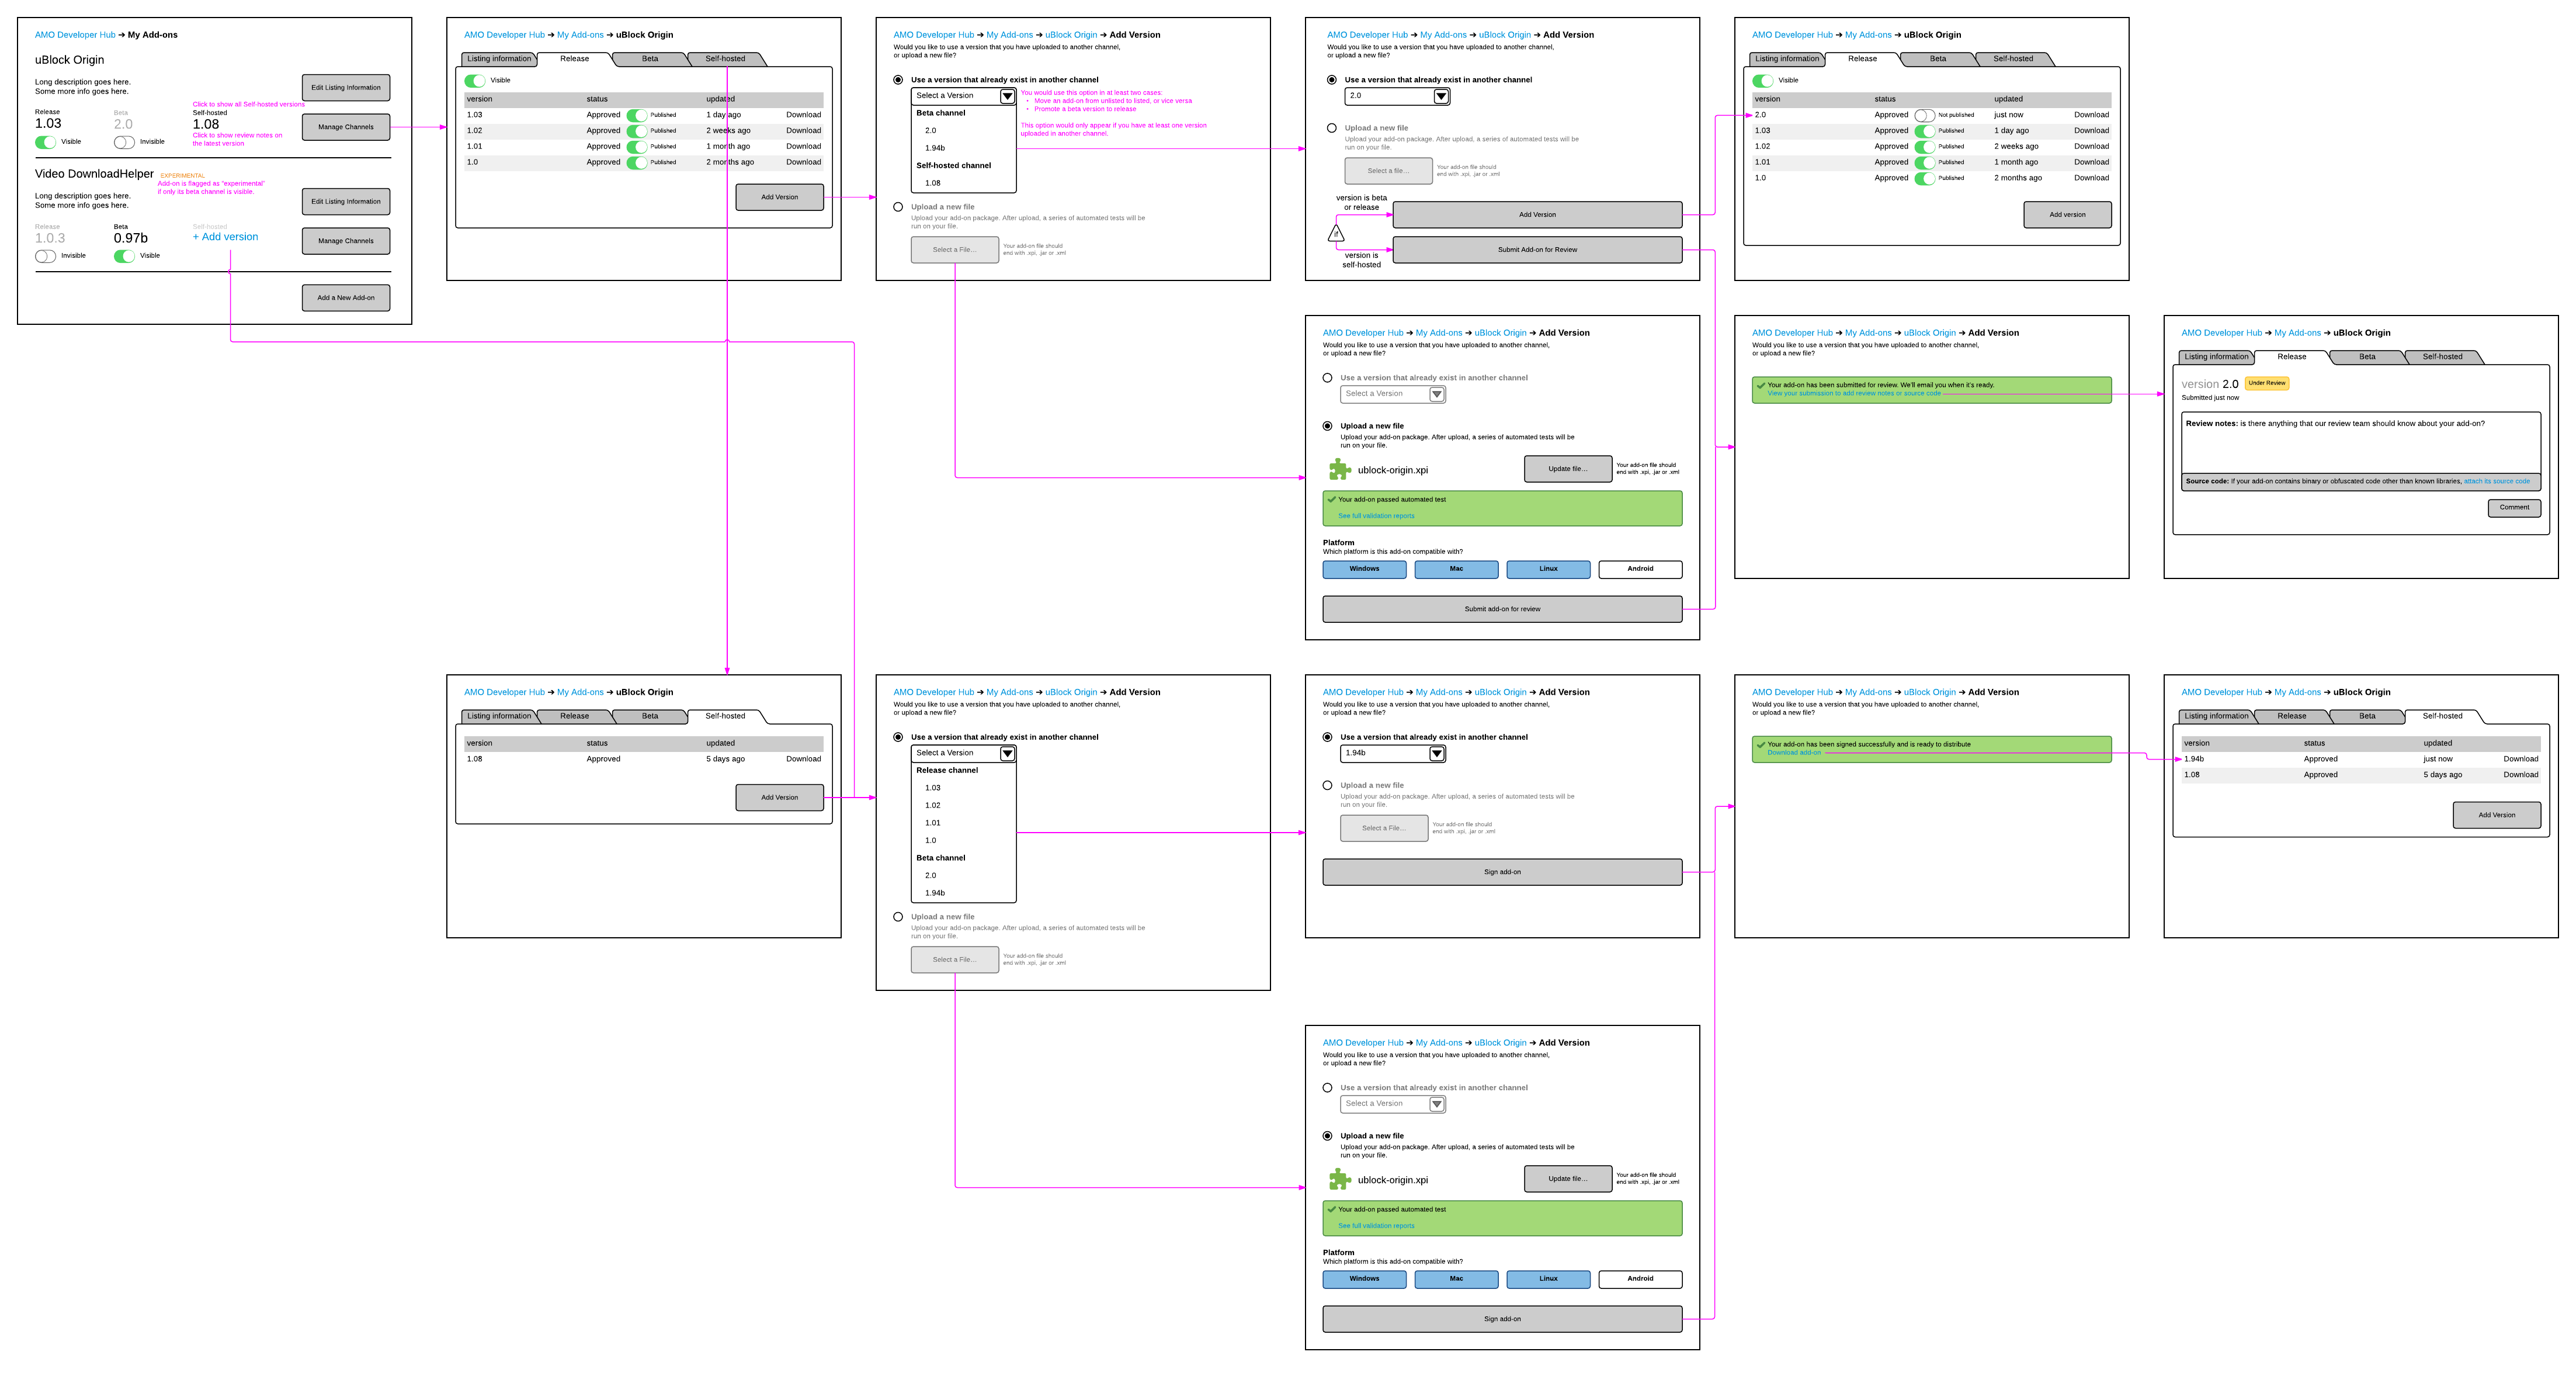 AMO Developer Hub ➔ My Add-ons
uBlock Origin
Long description goes here.
Some more info goes here.
Edit Listing Information
Click to show all Self-hosted versions
Release
Beta
Self-hosted
1.03
2.0
1.08
Manage Channels
Click to show review notes on
the latest version
Visible
Invisible
Video DownloadHelper
EXPERIMENTAL
Add-on is flagged as "experimental"
if only its beta channel is visible.
Long description goes here.
Some more info goes here.
Edit Listing Information
Release
Beta
Self-hosted
1.0.3
0.97b
+ Add version
Manage Channels
Invisible
Visible
Add a New Add-on
AMO Developer Hub ➔ My Add-ons ➔ uBlock Origin
Listing information
Release
Beta
Self-hosted
Visible
version status updated
1.03 Approved Published 1 day ago Download
1.02 Approved Published 2 weeks ago Download
1.01 Approved Published 1 month ago Download
1.0 Approved Published 2 months ago Download
Add Version
AMO Developer Hub ➔ My Add-ons ➔ uBlock Origin ➔ Add Version
Would you like to use a version that you have uploaded to another channel,
or upload a new file?
Use a version that already exist in another channel
Select a Version
Beta channel
2.0
1.94b
Self-hosted channel
1.08
You would use this option in at least two cases:
• Move an add-on from unlisted to listed, or vice versa
• Promote a beta version to release
This option would only appear if you have at least one version
uploaded in another channel.
Upload a new file
Upload your add-on package. After upload, a series of automated tests will be
run on your file.
Select a File...
Your add-on file should
end with .xpi, .jar or .xml
AMO Developer Hub ➔ My Add-ons ➔ uBlock Origin ➔ Add Version
Would you like to use a version that you have uploaded to another channel,
or upload a new file?
Use a version that already exist in another channel
2.0
Upload a new file
Upload your add-on package. After upload, a series of automated tests will be
run on your file.
Select a file...
Your add-on file should
end with .xpi, .jar or .xml
version is beta
or release
Add Version
if
Submit Add-on for Review
version is
self-hosted
AMO Developer Hub ➔ My Add-ons ➔ uBlock Origin
Listing information
Release
Beta
Self-hosted
Visible
version status updated
2.0 Approved Not published just now Download
1.03 Approved Published 1 day ago Download
1.02 Approved Published 2 weeks ago Download
1.01 Approved Published 1 month ago Download
1.0 Approved Published 2 months ago Download
Add version
AMO Developer Hub ➔ My Add-ons ➔ uBlock Origin ➔ Add Version
Would you like to use a version that you have uploaded to another channel,
or upload a new file?
Use a version that already exist in another channel
Select a Version
Upload a new file
Upload your add-on package. After upload, a series of automated tests will be
run on your file.
ublock-origin.xpi
Update file...
Your add-on file should
end with .xpi, .jar or .xml
Your add-on passed automated test
See full validation reports
Platform
Which platform is this add-on compatible with?
Windows
Mac
Linux
Android
Submit add-on for review
AMO Developer Hub ➔ My Add-ons ➔ uBlock Origin ➔ Add Version
Would you like to use a version that you have uploaded to another channel,
or upload a new file?
Your add-on has been submitted for review. We'll email you when it's ready.
View your submission to add review notes or source code
AMO Developer Hub ➔ My Add-ons ➔ uBlock Origin
Listing information
Release
Beta
Self-hosted
version 2.0
Under Review
Submitted just now
Review notes: is there anything that our review team should know about your add-on?
Source code: If your add-on contains binary or obfuscated code other than known libraries, attach its source code
Comment
AMO Developer Hub ➔ My Add-ons ➔ uBlock Origin
Listing information
Release
Beta
Self-hosted
version status updated
1.08 Approved 5 days ago Download
Add Version
AMO Developer Hub ➔ My Add-ons ➔ uBlock Origin ➔ Add Version
Would you like to use a version that you have uploaded to another channel,
or upload a new file?
Use a version that already exist in another channel
Select a Version
Release channel
1.03
1.02
1.01
1.0
Beta channel
2.0
1.94b
Upload a new file
Upload your add-on package. After upload, a series of automated tests will be
run on your file.
Select a File...
Your add-on file should
end with .xpi, .jar or .xml
AMO Developer Hub ➔ My Add-ons ➔ uBlock Origin ➔ Add Version
Would you like to use a version that you have uploaded to another channel,
or upload a new file?
Use a version that already exist in another channel
1.94b
Upload a new file
Upload your add-on package. After upload, a series of automated tests will be
run on your file.
Select a File...
Your add-on file should
end with .xpi, .jar or .xml
Sign add-on
AMO Developer Hub ➔ My Add-ons ➔ uBlock Origin ➔ Add Version
Would you like to use a version that you have uploaded to another channel,
or upload a new file?
Your add-on has been signed successfully and is ready to distribute
Download add-on
AMO Developer Hub ➔ My Add-ons ➔ uBlock Origin
Listing information
Release
Beta
Self-hosted
version status updated
1.94b Approved just now Download
1.08 Approved 5 days ago Download
Add Version
AMO Developer Hub ➔ My Add-ons ➔ uBlock Origin ➔ Add Version
Would you like to use a version that you have uploaded to another channel,
or upload a new file?
Use a version that already exist in another channel
Select a Version
Upload a new file
Upload your add-on package. After upload, a series of automated tests will be
run on your file.
ublock-origin.xpi
Update file...
Your add-on file should
end with .xpi, .jar or .xml
Your add-on passed automated test
See full validation reports
Platform
Which platform is this add-on compatible with?
Windows
Mac
Linux
Android
Sign add-on